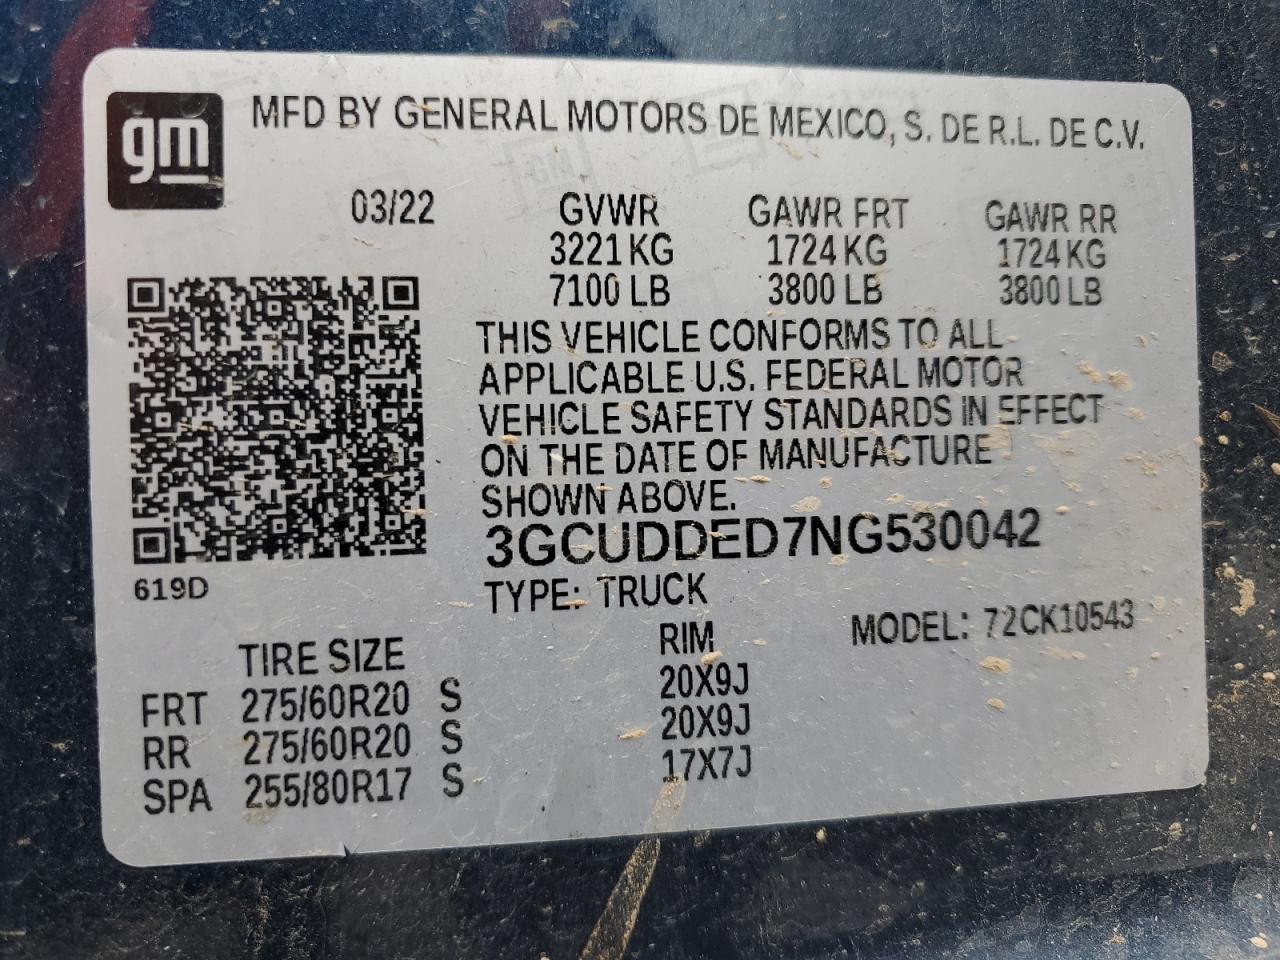 gm
MFD BY GENERAL MOTORS DE MEXICO, S. DE R.L. DE C.V.
03/22 GVWR GAWR FRT GAWR RR
3221 KG 1724 KG 1724 KG
7100 LB 3800 LB 3800 LB
THIS VEHICLE CONFORMS TO ALL
APPLICABLE U.S. FEDERAL MOTOR
VEHICLE SAFETY STANDARDS IN EFFECT
ON THE DATE OF MANUFACTURE
SHOWN ABOVE.
3GCUDDED7NG530042
619D
TYPE: TRUCK
MODEL: 72CK10543
TIRE SIZE RIM
FRT 275/60R20 S 20X9J
RR 275/60R20 S 20X9J
SPA 255/80R17 S 17X7J